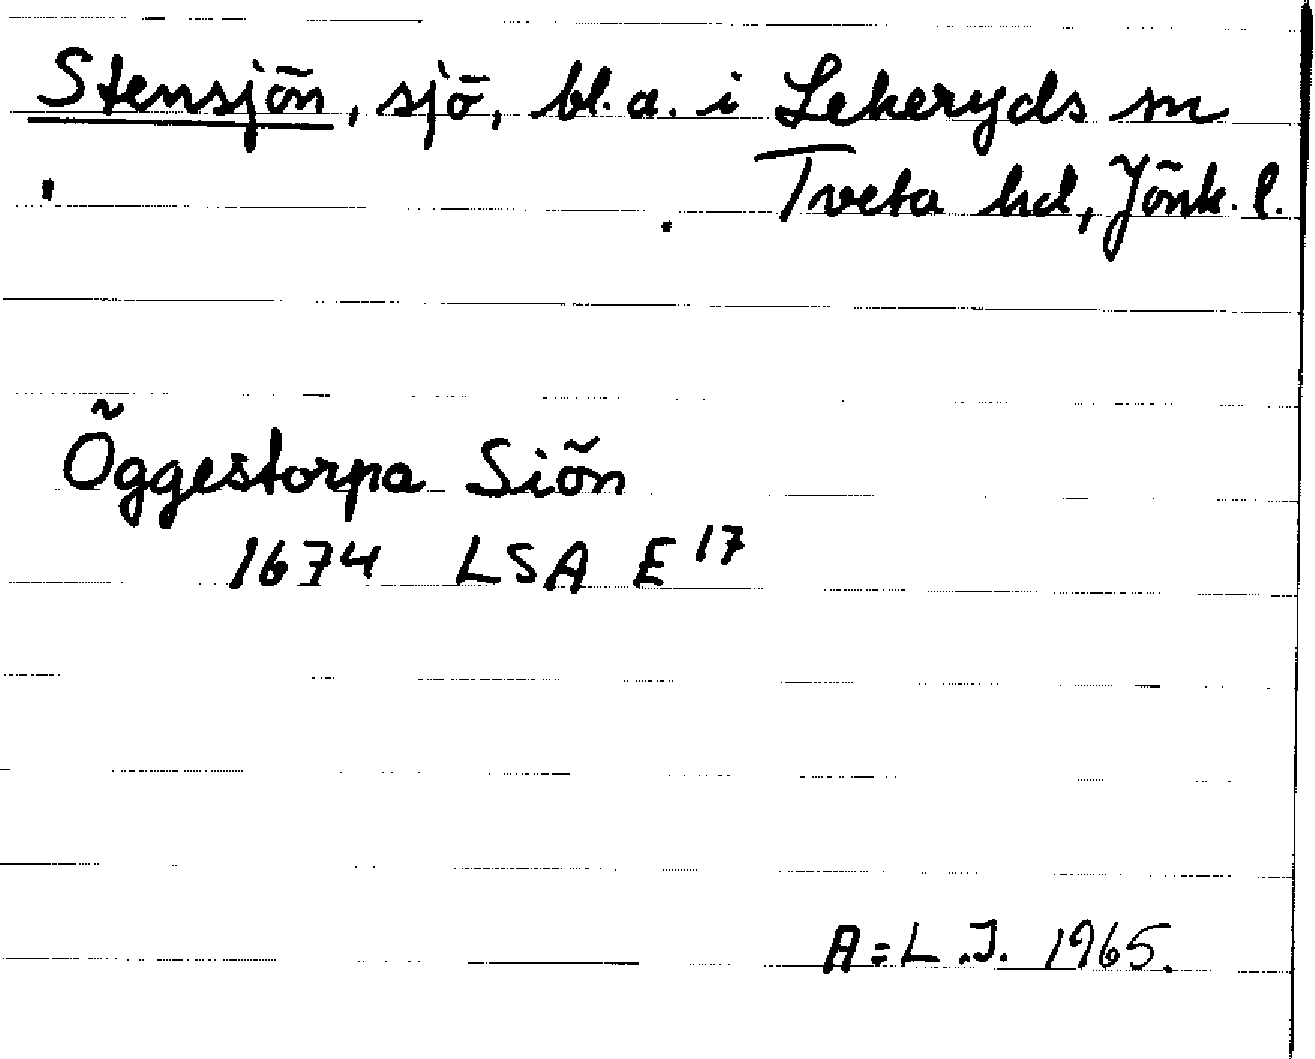 Stensjön, sjö, bl. a. i Lekeryds sn
Tveta hd, Jönk. l.
Öggestorpa Siön
1674 LSA E 17
A = L.J. 1965.